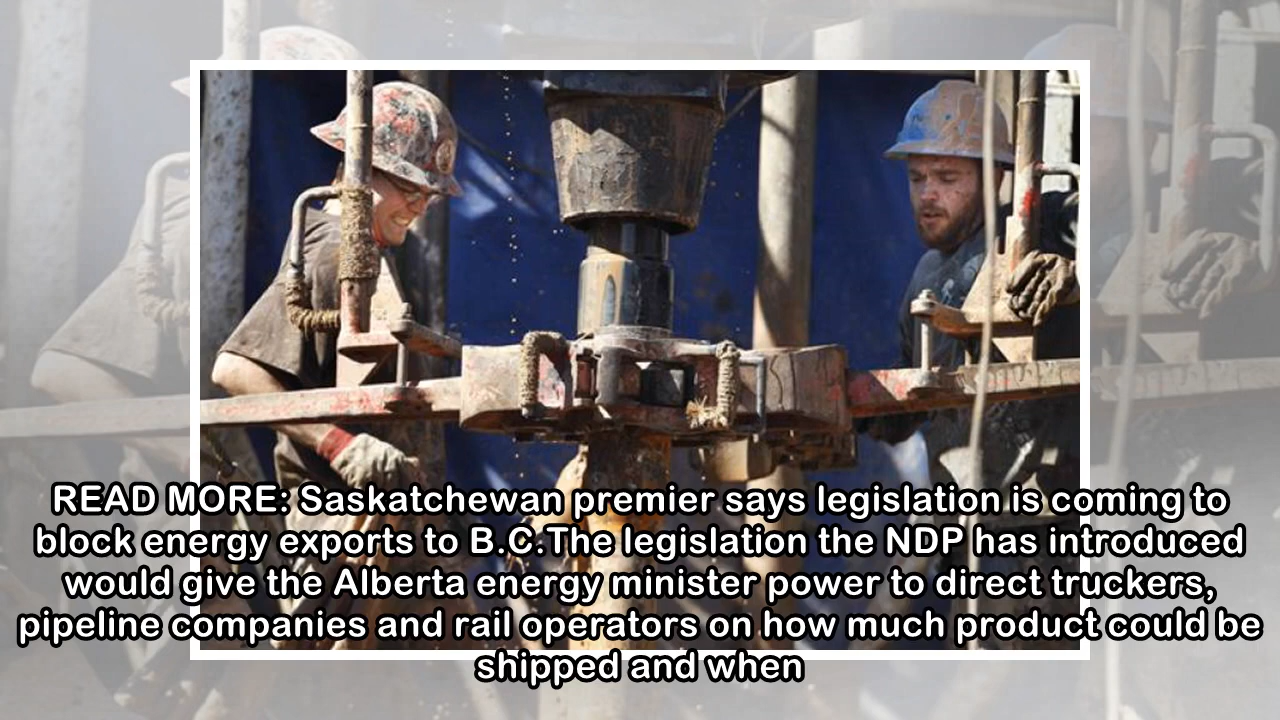 READ MORE: Saskatchewan premier says legislation is coming to
block energy exports to B.C.The legislation the NDP has introduced
would give the Alberta energy minister power to direct truckers,
pipeline companies and rail operators on how much product could be
shipped and when